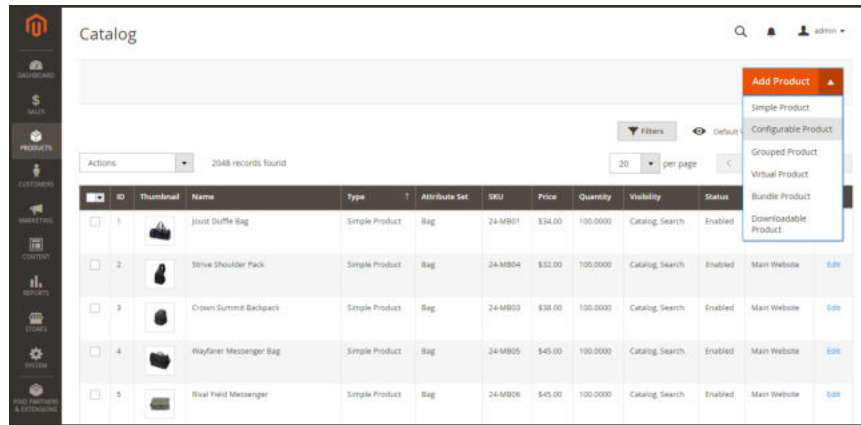 Catalog
admin
DASHBOARD
SALES
PRODUCTS
CUSTOMERS
MARKETING
CONTENT
REPORTS
STORES
SYSTEM
FIND PARTNERS
& EXTENSIONS
Add Product
Simple Product
Configurable Product
Grouped Product
Virtual Product
Bundle Product
Downloadable
Product
Filters
Default
Actions
2048 records found
20
per page
ID Thumbnail Name Type ↑ Attribute Set SKU Price Quantity Visibility Status
1 Joust Duffle Bag Simple Product Bag 24-MB01 $34.00 100.0000 Catalog, Search Enabled
2 Strive Shoulder Pack Simple Product Bag 24-MB04 $32.00 100.0000 Catalog, Search Enabled Main Website Edit
3 Crown Summit Backpack Simple Product Bag 24-MB03 $38.00 100.0000 Catalog, Search Enabled Main Website Edit
4 Wayfarer Messenger Bag Simple Product Bag 24-MB05 $45.00 100.0000 Catalog, Search Enabled Main Website Edit
5 Rival Field Messenger Simple Product Bag 24-MB06 $45.00 100.0000 Catalog, Search Enabled Main Website Edit